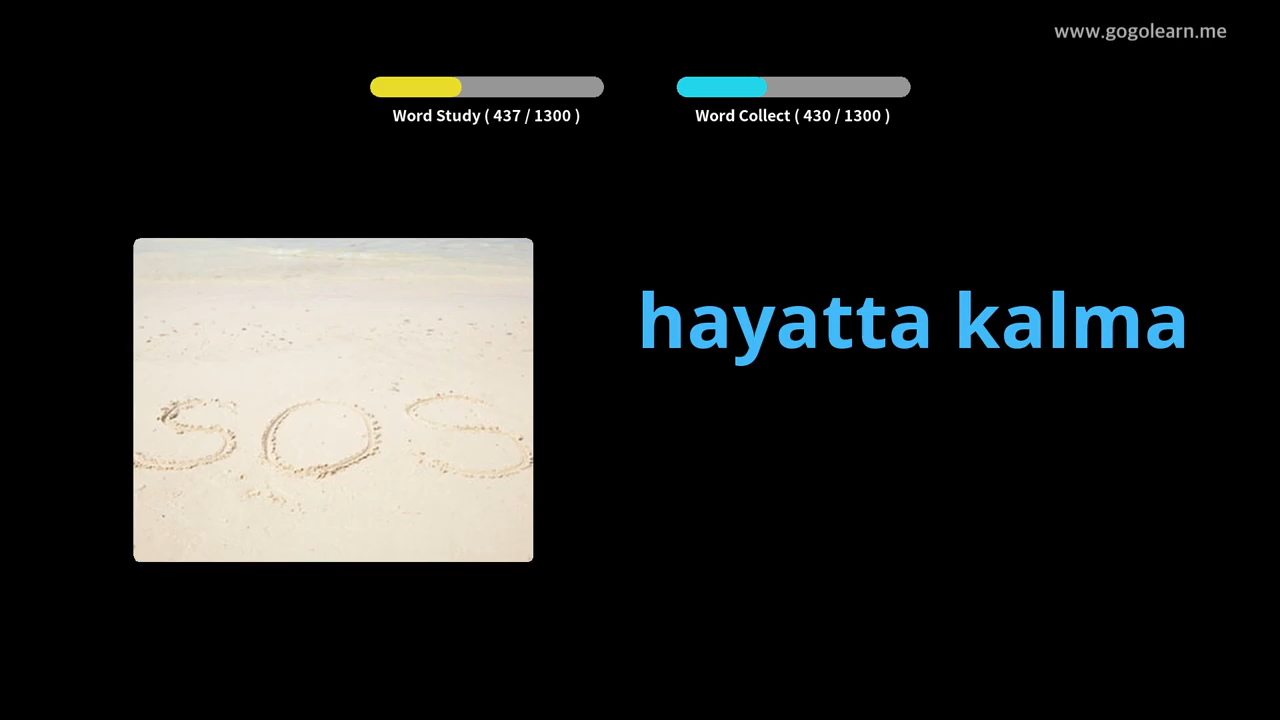 www.gogolearn.me
Word Study ( 437 / 1300 )
Word Collect ( 430 / 1300 )
SOS
hayatta kalma